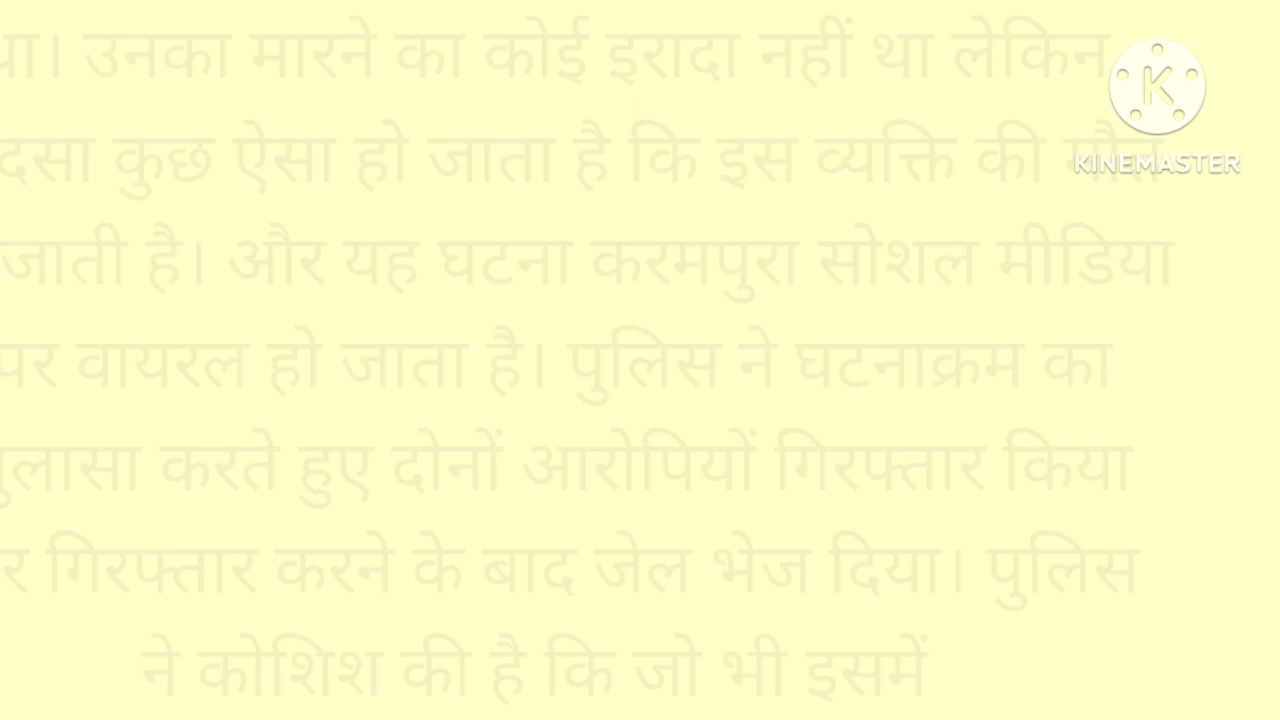 या। उनका मारने का कोई इरादा नहीं था लेकिन
दसा कुछ ऐसा हो जाता है कि इस व्यक्ति की मौत
जाती है। और यह घटना करमपुरा सोशल मीडिया
पर वायरल हो जाता है। पुलिस ने घटनाक्रम का
ुलासा करते हुए दोनों आरोपियों गिरफ्तार किया
र गिरफ्तार करने के बाद जेल भेज दिया। पुलिस
ने कोशिश की है कि जो भी इसमें
K
KINEMASTER